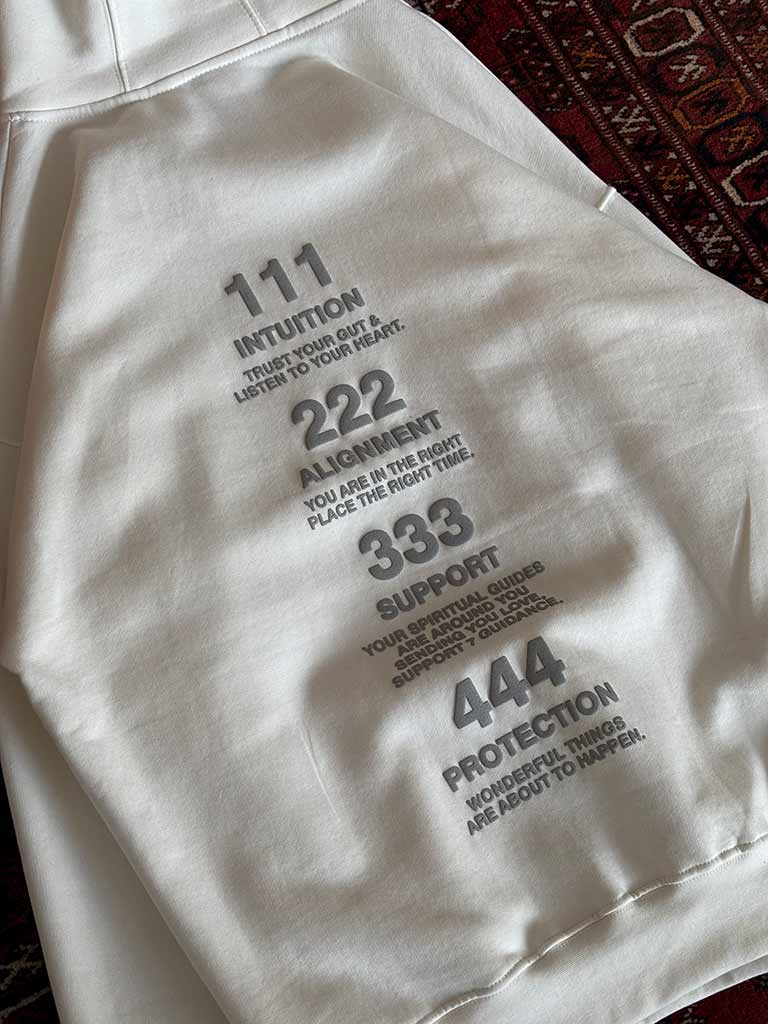 111
INTUITION
TRUST YOUR GUT &
LISTEN TO YOUR HEART.
222
ALIGNMENT
YOU ARE IN THE RIGHT
PLACE THE RIGHT TIME.
333
SUPPORT
YOUR SPIRITUAL GUIDES
ARE AROUND YOU
SENDING YOU LOVE,
SUPPORT 7 GUIDANCE.
444
PROTECTION
WONDERFUL THINGS
ARE ABOUT TO HAPPEN.